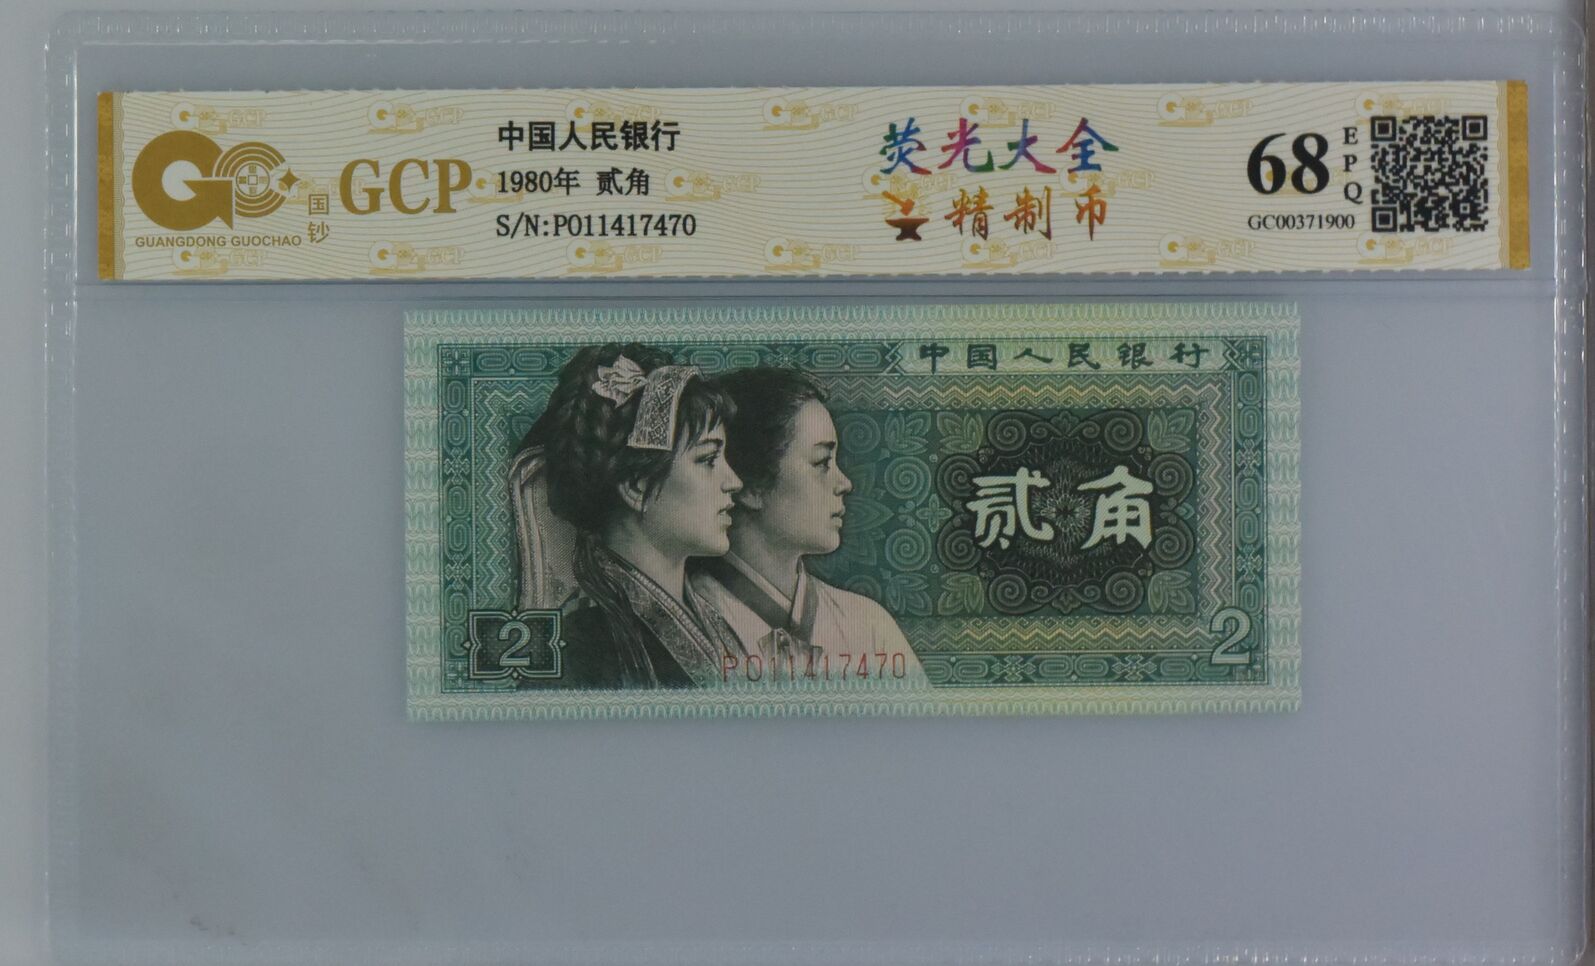 GUANGDONG GUOCHAO
国钞
GCP
中国人民银行
1980年 贰角
S/N:PO11417470
荧光大全
精制币
68
EPQ
GC00371900
中国人民银行
贰角
2
2
PO11417470